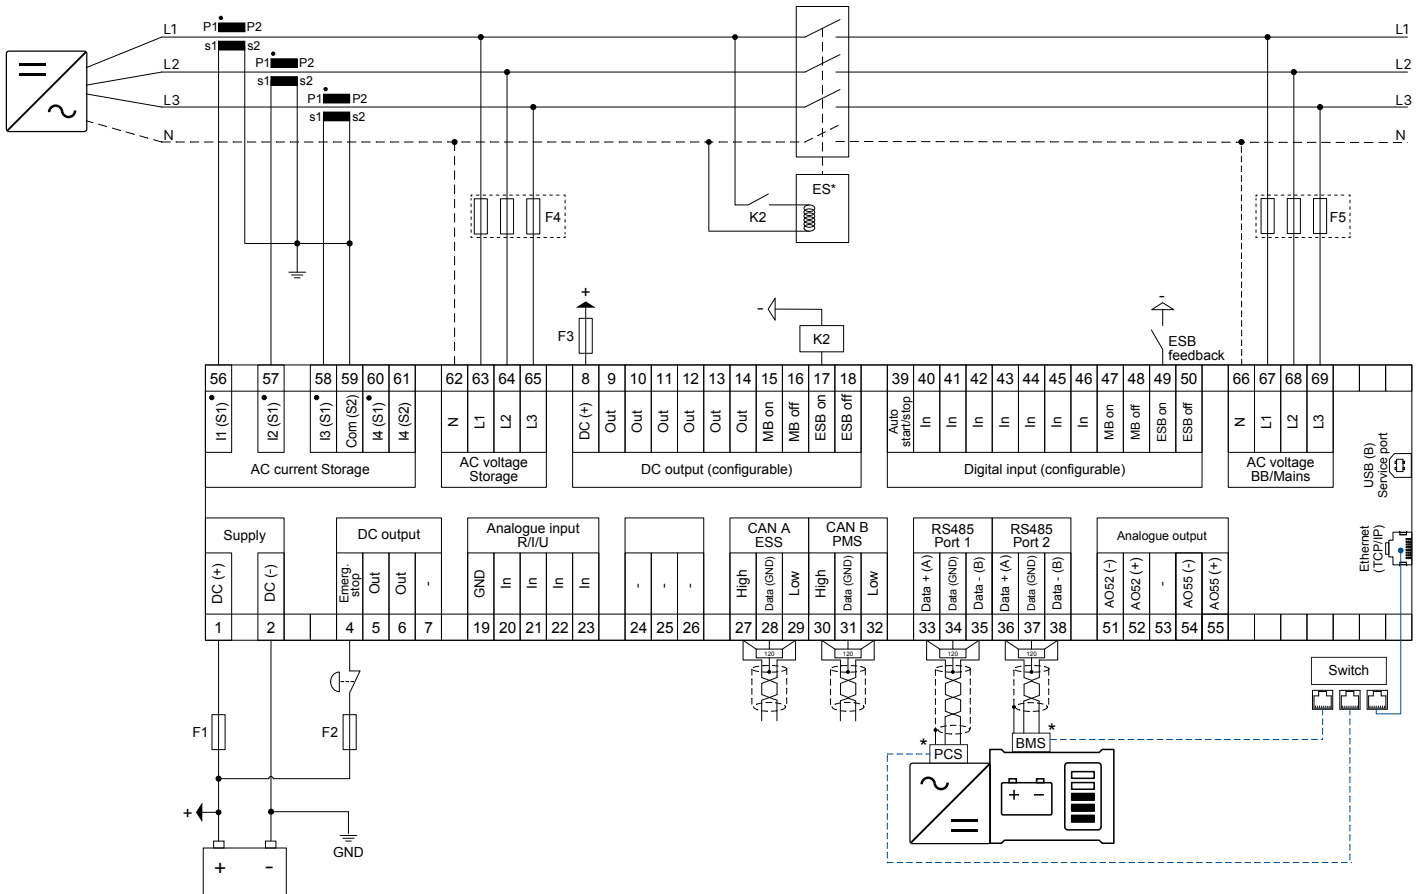 L1 P1 P2 L1
s1 s2
L2 P1 P2 L2
s1 s2
L3 P1 P2 L3
s1 s2
N N
ES*
K2
F4 F5
+ - -
F3 K2 ESB feedback
56 57 58 59 60 61 62 63 64 65 8 9 10 11 12 13 14 15 16 17 18 39 40 41 42 43 44 45 46 47 48 49 50 66 67 68 69
I1 (S1) I2 (S1) I3 (S1) Com (S2) I4 (S1) I4 (S2) N L1 L2 L3 DC (+) Out Out Out Out Out Out MB on MB off ESB on ESB off Auto start/stop In In In In In In In MB on MB off ESB on ESB off N L1 L2 L3
AC current Storage
AC voltage
Storage
DC output (configurable)
Digital input (configurable)
AC voltage
BB/Mains
USB (B)
Service port
Supply
DC output
Analogue input
R/I/U
CAN A
ESS
CAN B
PMS
RS485
Port 1
RS485
Port 2
Analogue output
Ethernet
(TCP/IP)
DC (+) DC (-) Emerg. stop Out Out - GND In In In In - - - High Data (GND) Low High Data (GND) Low Data + (A) Data (GND) Data - (B) Data + (A) Data (GND) Data - (B) AO52 (-) AO52 (+) - AO55 (-) AO55 (+)
1 2 4 5 6 7 19 20 21 22 23 24 25 26 27 28 29 30 31 32 33 34 35 36 37 38 51 52 53 54 55
120 120 120 120
Switch
F1 F2
* PCS BMS *
+ -
+
GND
+ -